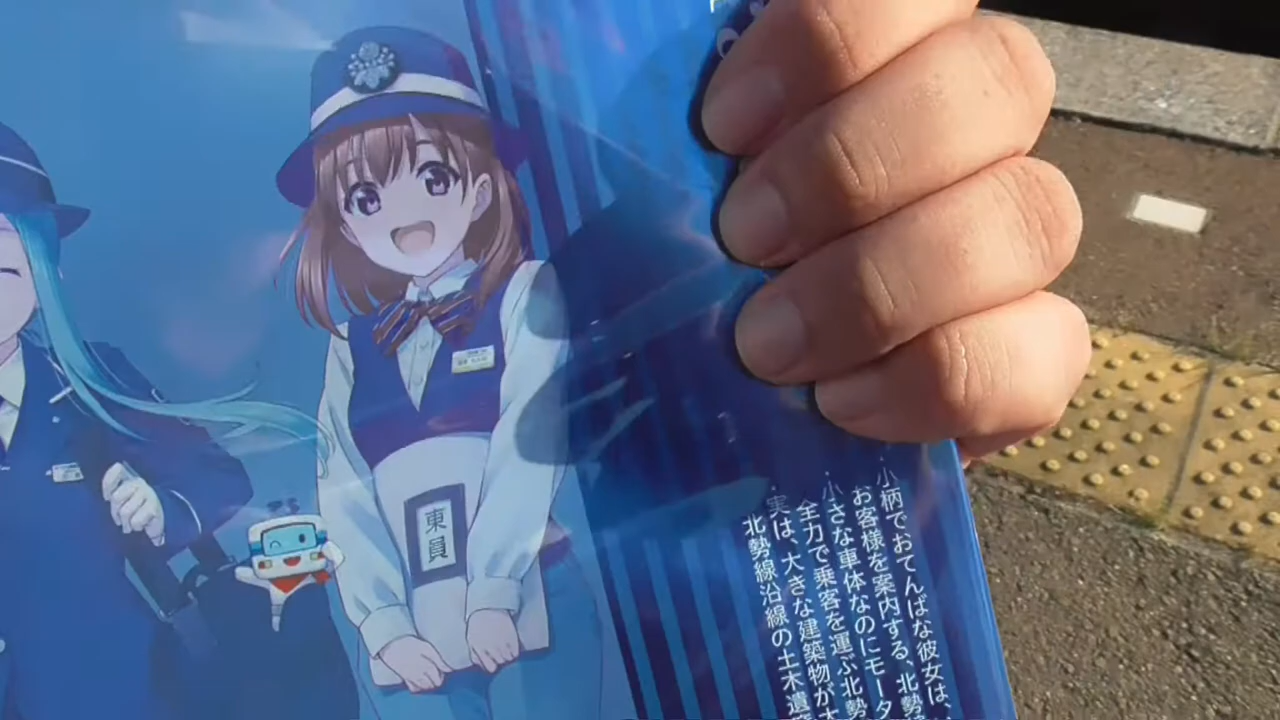 東員
・小柄でおてんばな彼女は、
お客様を案内する、北勢
小さな車体なのにモータ
全力で乗客を運ぶ北勢
・実は、大きな建築物が大
北勢線沿線の土木遺